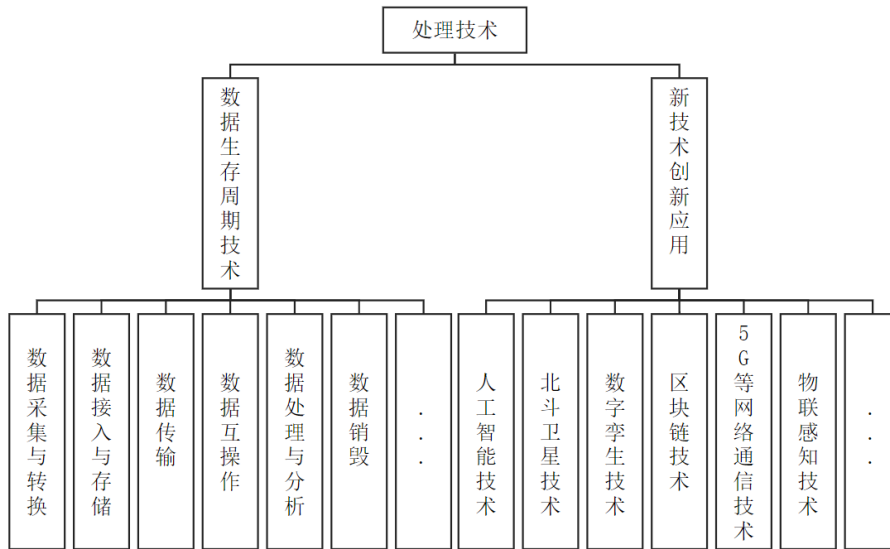 处理技术
数据生存周期技术
新技术创新应用
数据采集与转换
数据接入与存储
数据传输
数据互操作
数据处理与分析
数据销毁
...
人工智能技术
北斗卫星技术
数字孪生技术
区块链技术
5G等网络通信技术
物联感知技术
...